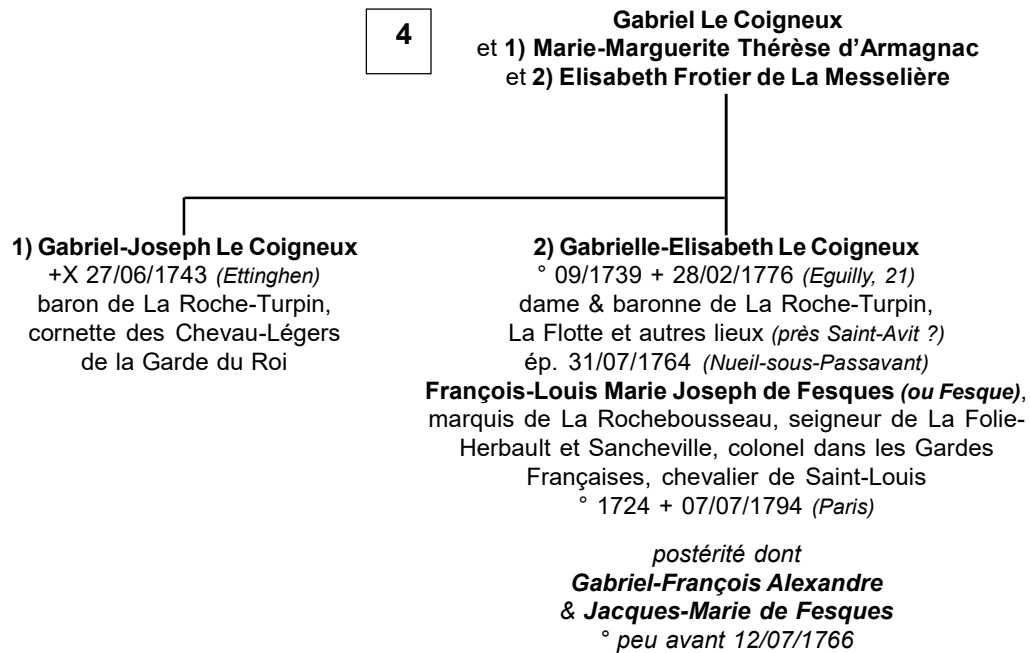 4
Gabriel Le Coigneux
et 1) Marie-Marguerite Thérèse d’Armagnac
et 2) Elisabeth Frotier de La Messelière
1) Gabriel-Joseph Le Coigneux
+X 27/06/1743 (Ettinghen)
baron de La Roche-Turpin,
cornette des Chevau-Légers
de la Garde du Roi
2) Gabrielle-Elisabeth Le Coigneux
° 09/1739 + 28/02/1776 (Eguilly, 21)
dame & baronne de La Roche-Turpin,
La Flotte et autres lieux (près Saint-Avit ?)
ép. 31/07/1764 (Nueil-sous-Passavant)
François-Louis Marie Joseph de Fesques (ou Fesque),
marquis de La Rochebousseau, seigneur de La Folie-
Herbault et Sancheville, colonel dans les Gardes
Françaises, chevalier de Saint-Louis
° 1724 + 07/07/1794 (Paris)
postérité dont
Gabriel-François Alexandre
& Jacques-Marie de Fesques
° peu avant 12/07/1766